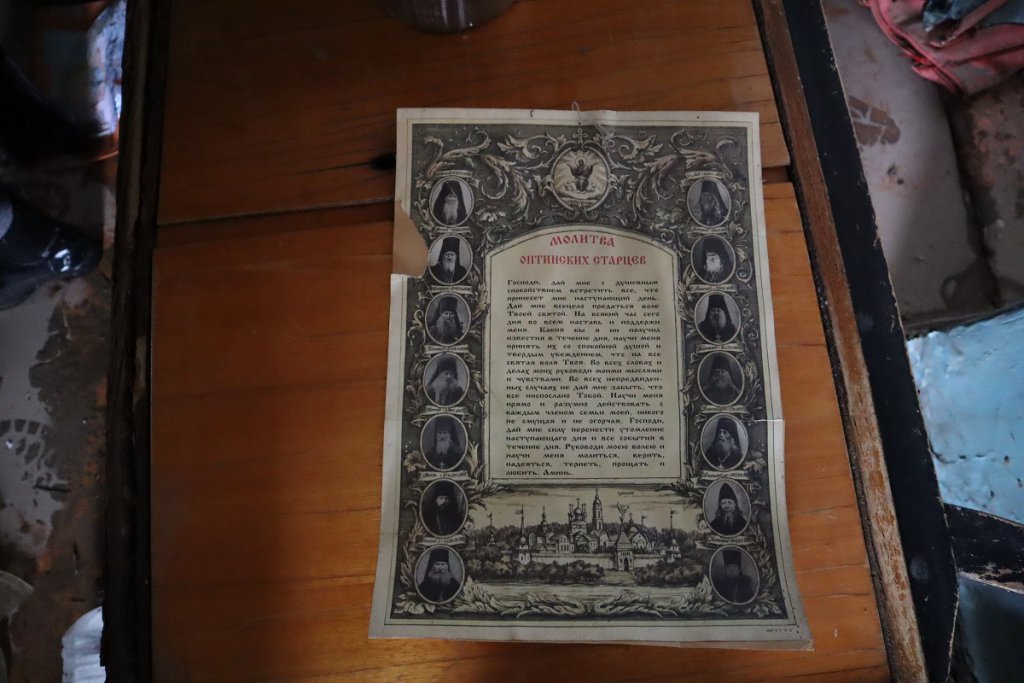 МОЛИТВА
ОПТИНСКИХ СТАРЦЕВ
Господи, дай мне с душевным
спокойствием встретить все, что
принесет мне наступающий день.
Дай мне всецело предаться воле
Твоей святой. На всякий час сего
дня во всем наставь и поддержи
меня. Какия бы я ни получил
известия в течение дня, научи меня
принять их со спокойной душой и
твердым убеждением, что на все
святая воля Твоя. Во всех словах и
делах моих руководи моими мыслями
и чувствами. Во всех непредвиден-
ных случаях не дай мне забыть, что
все ниспослано Тобой. Научи меня
прямо и разумно действовать с
каждым членом семьи моей, никого
не смущая и не огорчая. Господи,
дай мне силу перенести утомление
наступающаго дня и все события в
течение дня. Руководи моею волею и
научи меня молиться, верить,
надеяться, терпеть, прощать и
любить. Аминь.